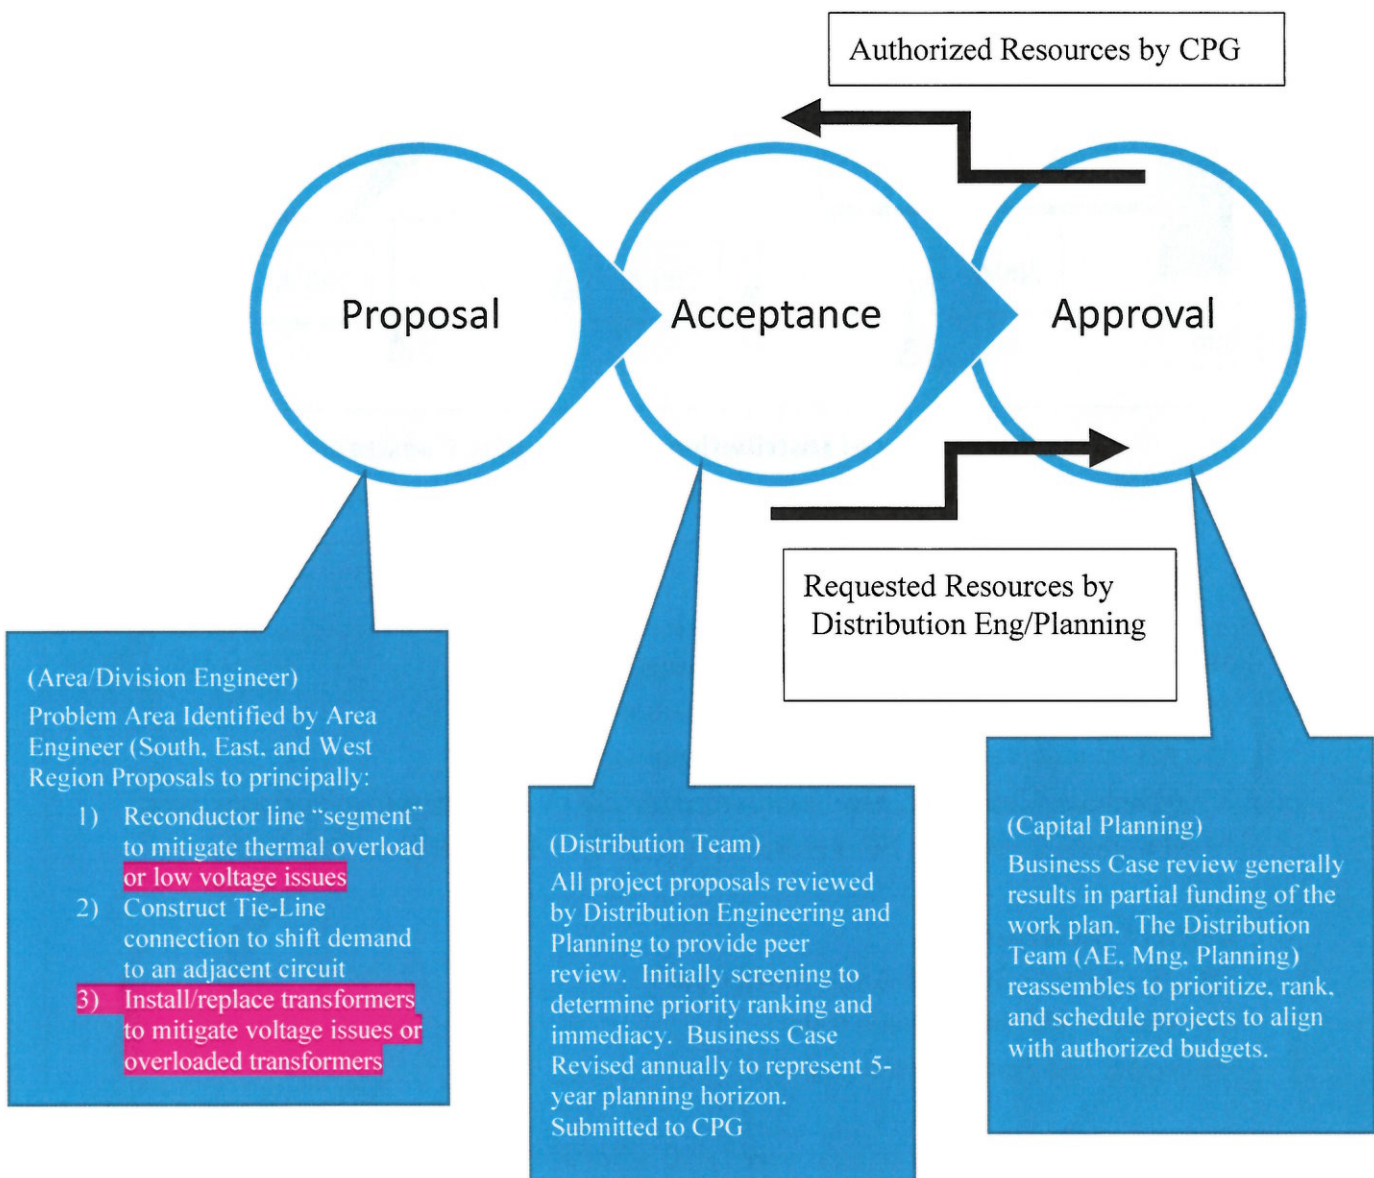 Authorized Resources by CPG
Proposal
Acceptance
Approval
Requested Resources by
Distribution Eng/Planning
(Area/Division Engineer)
Problem Area Identified by Area
Engineer (South, East, and West
Region Proposals to principally:
1) Reconductor line “segment”
to mitigate thermal overload
or low voltage issues
2) Construct Tie-Line
connection to shift demand
to an adjacent circuit
3) Install/replace transformers
to mitigate voltage issues or
overloaded transformers
(Distribution Team)
All project proposals reviewed
by Distribution Engineering and
Planning to provide peer
review. Initially screening to
determine priority ranking and
immediacy. Business Case
Revised annually to represent 5-
year planning horizon.
Submitted to CPG
(Capital Planning)
Business Case review generally
results in partial funding of the
work plan. The Distribution
Team (AE, Mng, Planning)
reassembles to prioritize, rank,
and schedule projects to align
with authorized budgets.